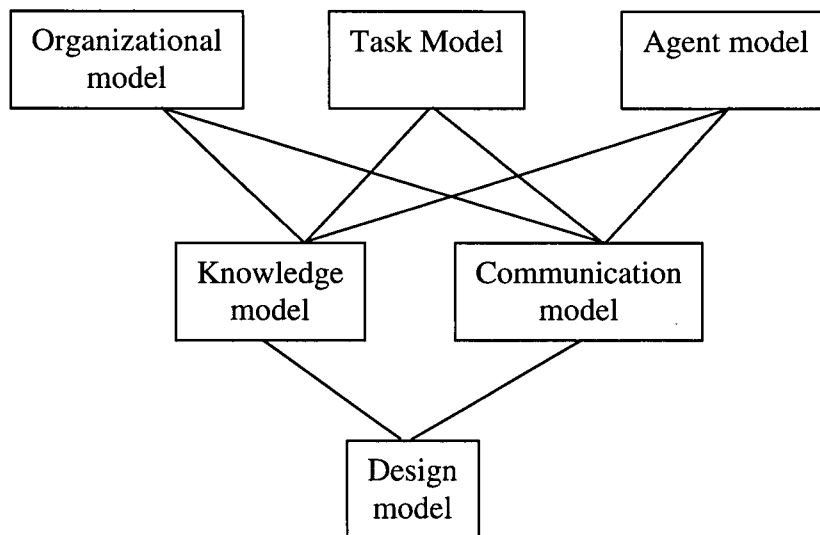 Organizational
model
Task Model
Agent model
Knowledge
model
Communication
model
Design
model